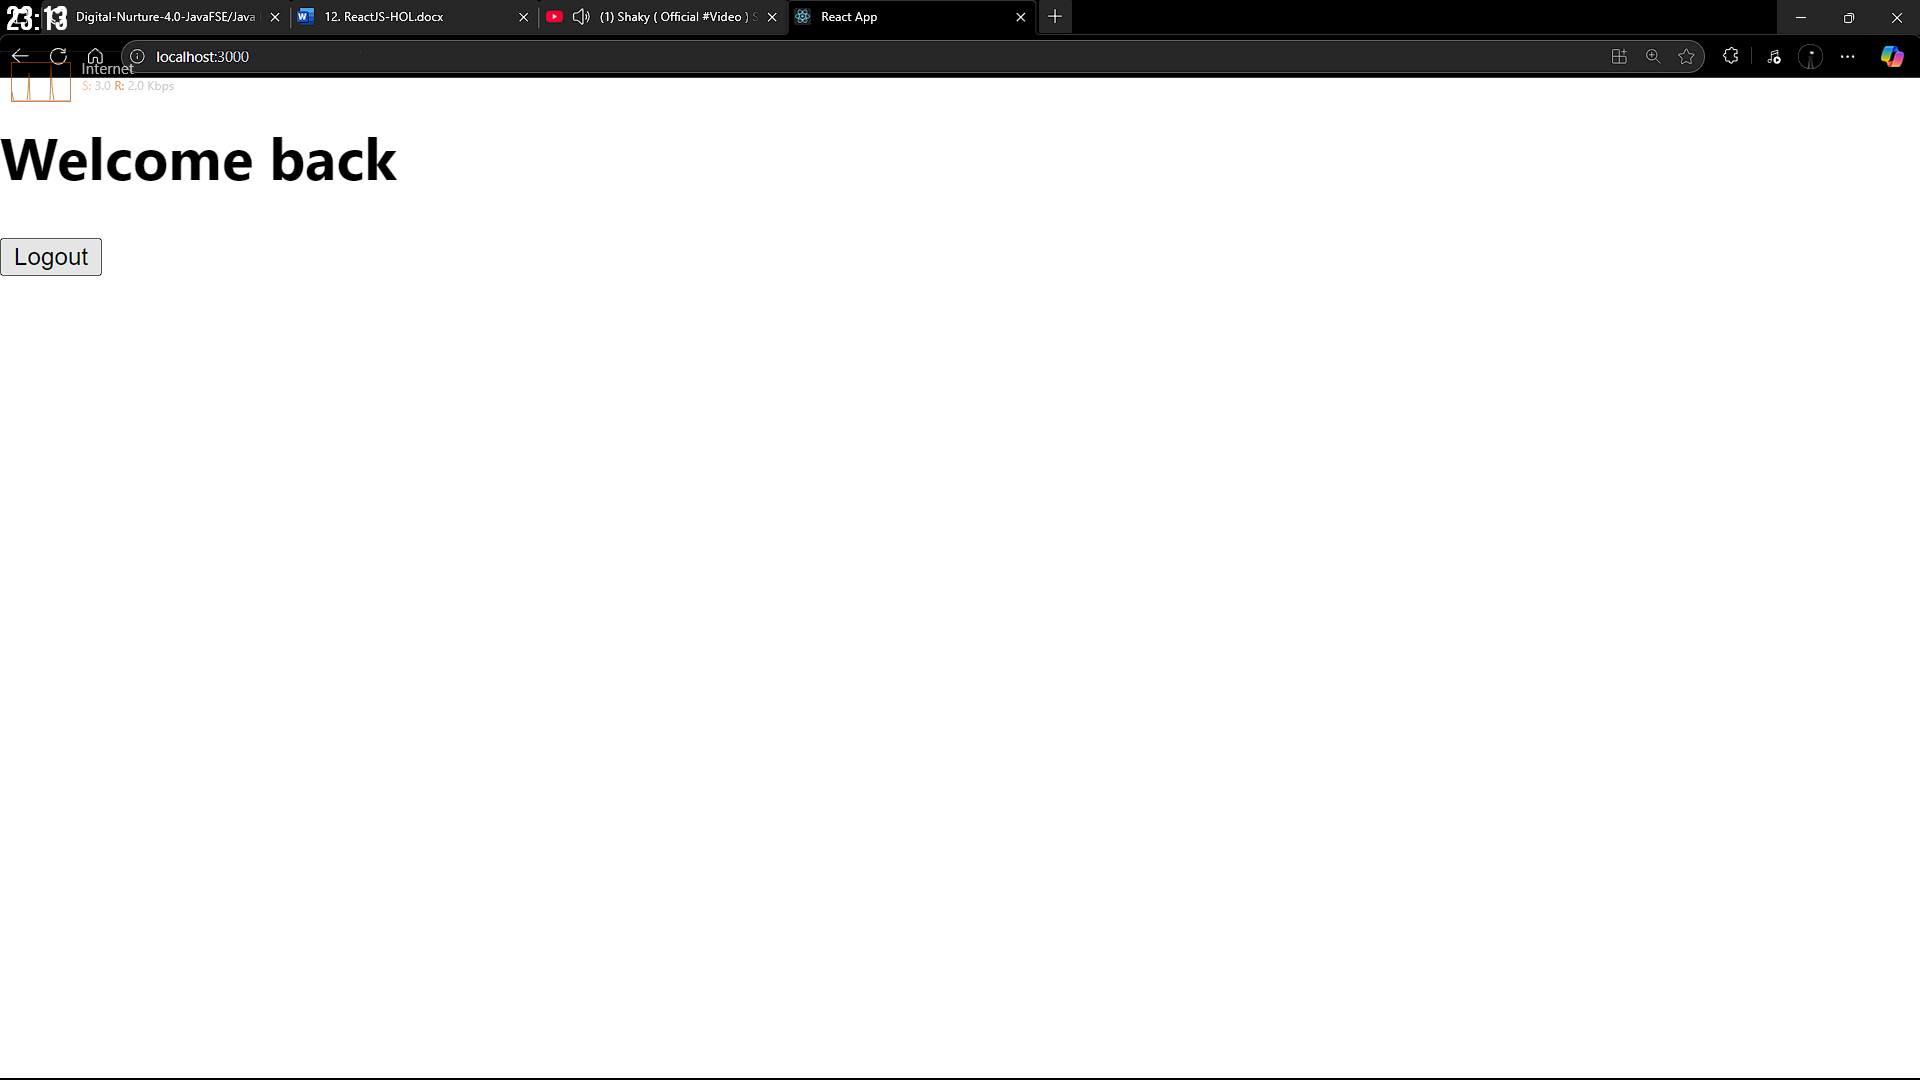 23:13
Digital-Nurture-4.0-JavaFSE/Java
12. ReactJS-HOL.docx
(1) Shaky ( Official #Video ) S
React App
localhost:3000
Internet
S: 3.0 R: 2.0 Kbps
Welcome back
Logout